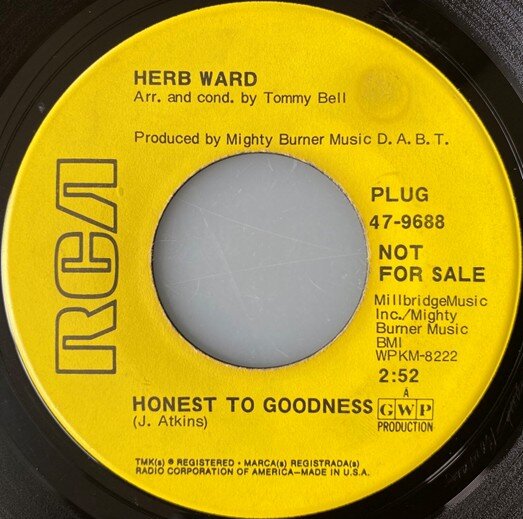 HERB WARD
Arr. and cond. by Tommy Bell
Produced by Mighty Burner Music D. A. B. T.
RCA
PLUG
47-9688
NOT
FOR SALE
MillbridgeMusic
Inc./Mighty
Burner Music
BMI
WPKM-8222
2:52
HONEST TO GOODNESS
(J. Atkins)
A
GWP
PRODUCTION
TMK(s) ® REGISTERED • MARCA(s) REGISTRADA(s)
RADIO CORPORATION OF AMERICA—MADE IN U.S.A.